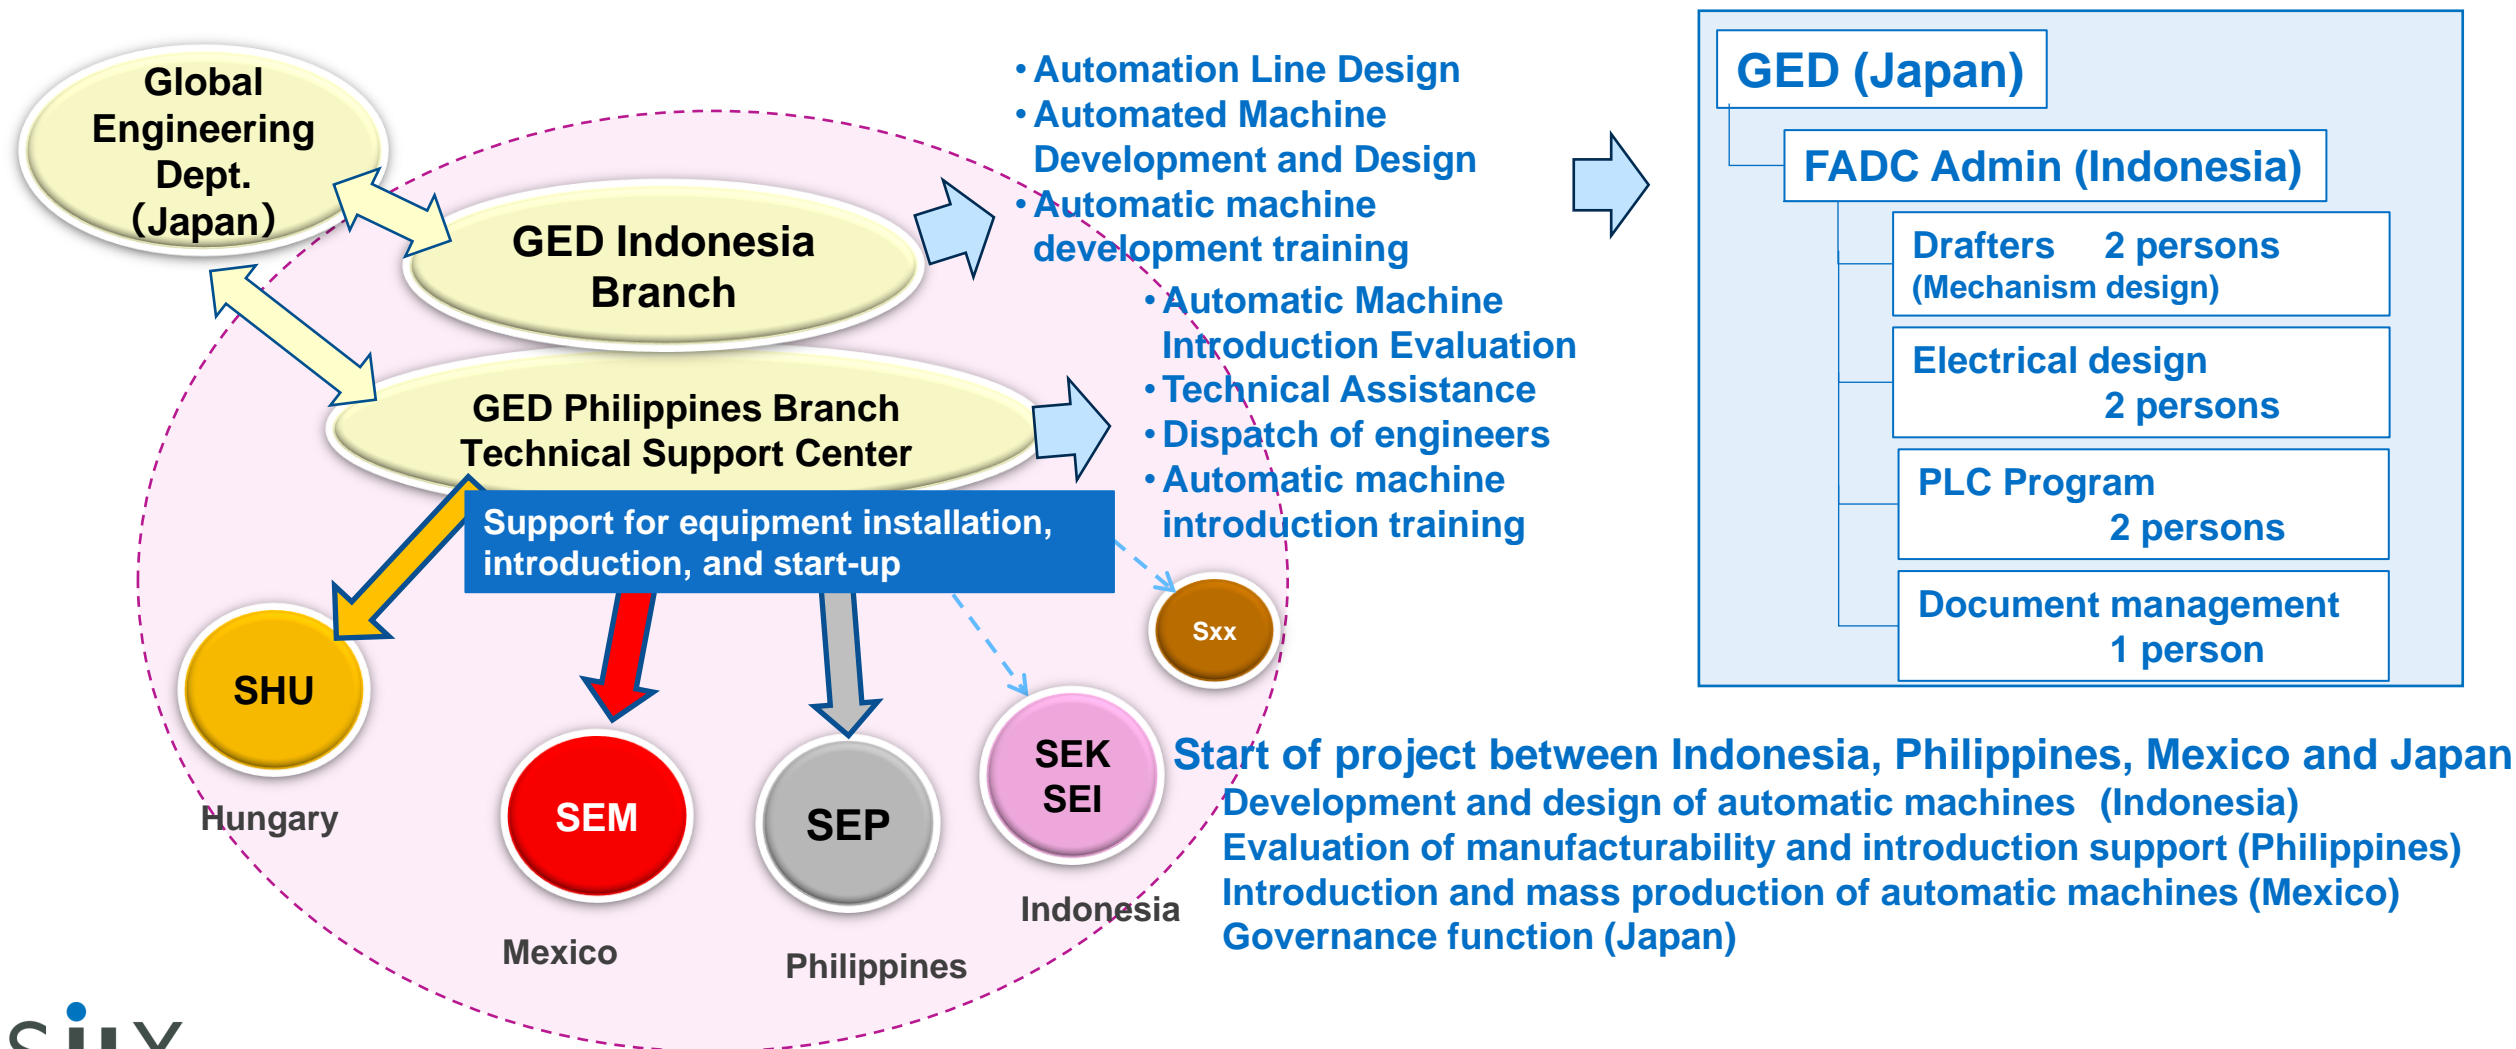 Global
Engineering
Dept.
（Japan）
GED Indonesia
Branch
GED Philippines Branch
Technical Support Center
Support for equipment installation,
introduction, and start-up
SHU
Hungary
SEM
Mexico
SEP
Philippines
SEK
SEI
Indonesia
Sxx
• Automation Line Design
• Automated Machine
Development and Design
• Automatic machine
development training
• Automatic Machine
Introduction Evaluation
• Technical Assistance
• Dispatch of engineers
• Automatic machine
introduction training
GED (Japan)
FADC Admin (Indonesia)
Drafters 2 persons
(Mechanism design)
Electrical design
2 persons
PLC Program
2 persons
Document management
1 person
Start of project between Indonesia, Philippines, Mexico and Japan
Development and design of automatic machines (Indonesia)
Evaluation of manufacturability and introduction support (Philippines)
Introduction and mass production of automatic machines (Mexico)
Governance function (Japan)